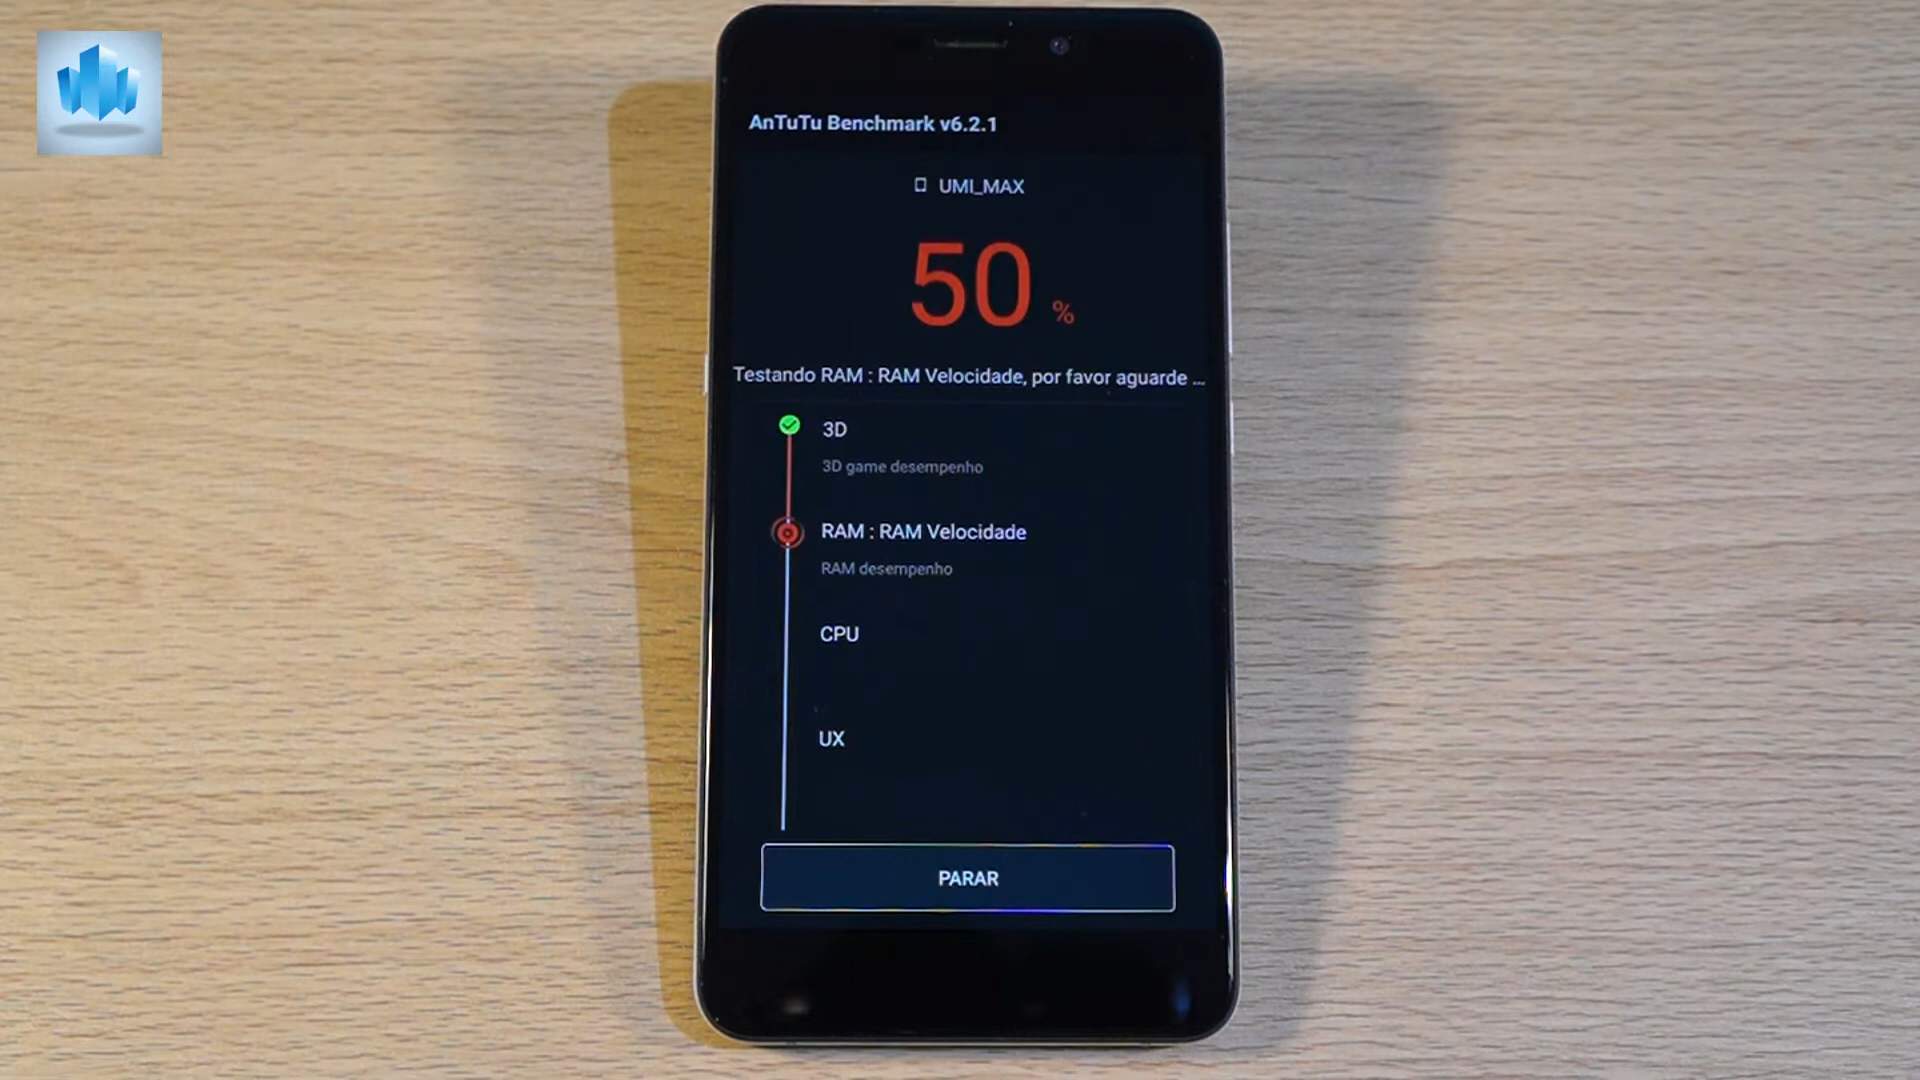 AnTuTu Benchmark v6.2.1
UMI_MAX
50 %
Testando RAM : RAM Velocidade, por favor aguarde ...
3D
3D game desempenho
RAM : RAM Velocidade
RAM desempenho
CPU
UX
PARAR